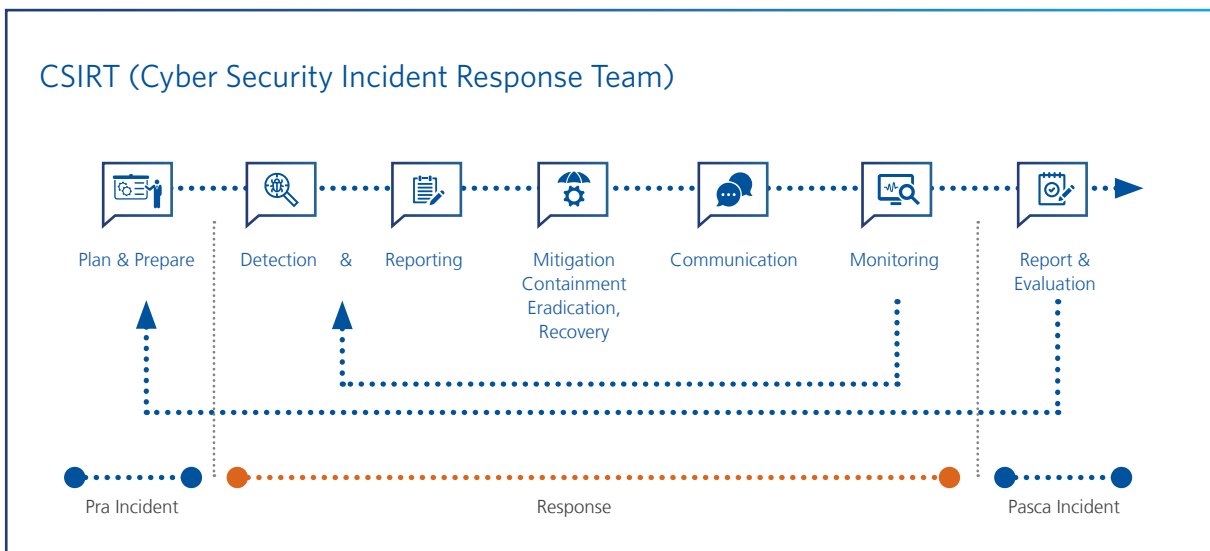 CSIRT (Cyber Security Incident Response Team)
Plan & Prepare
Detection & Reporting
Mitigation
Containment
Eradication,
Recovery
Communication
Monitoring
Report &
Evaluation
Pra Incident
Response
Pasca Incident